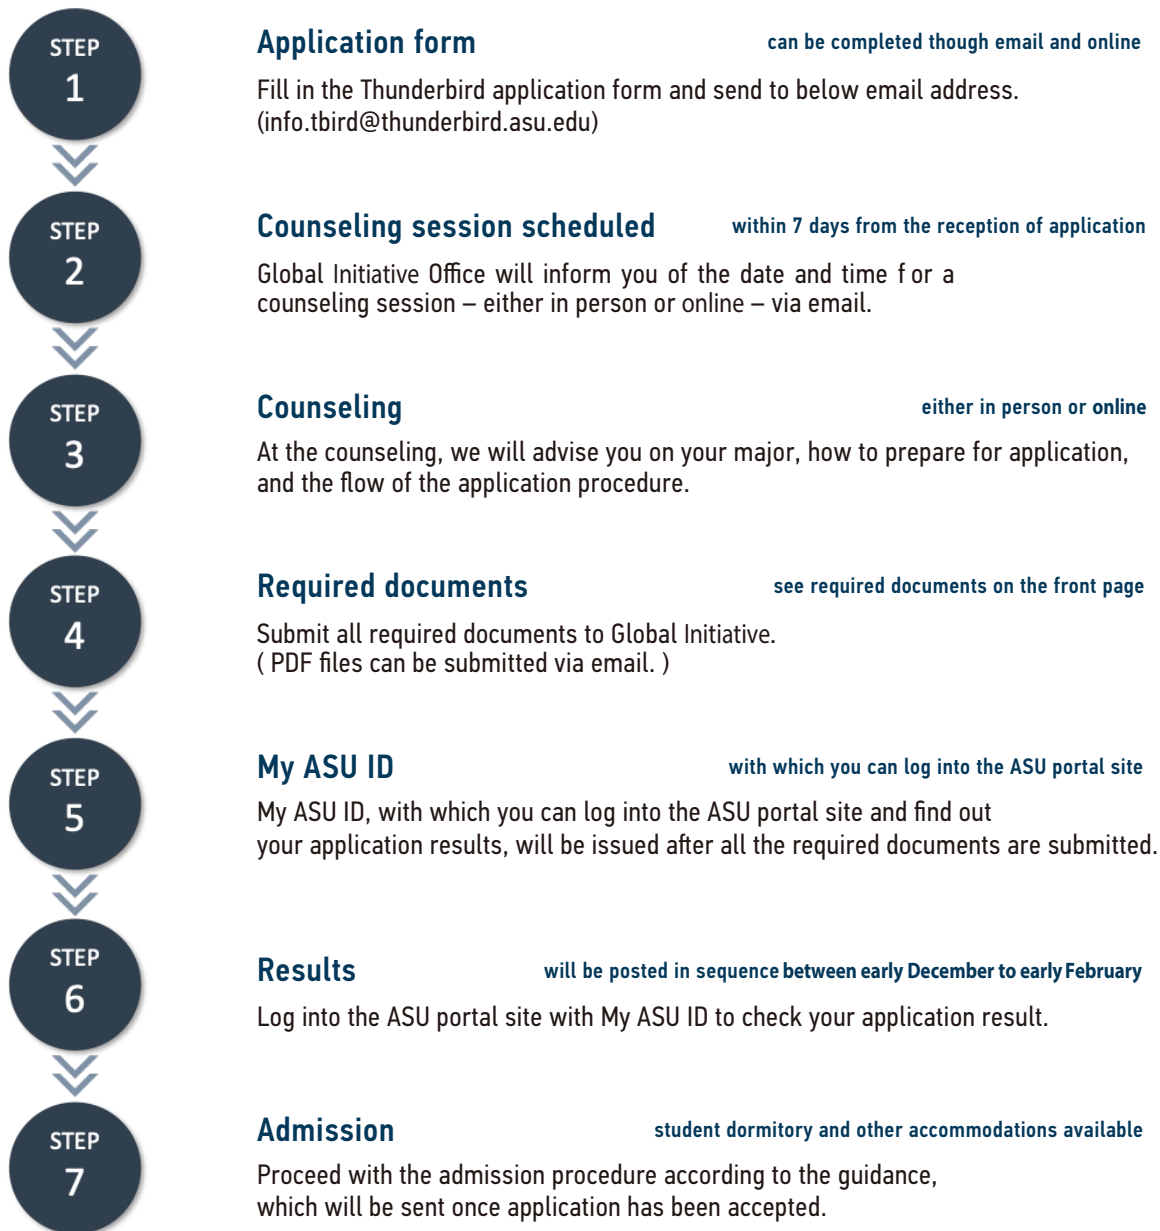 STEP
1
Application form can be completed though email and online
Fill in the Thunderbird application form and send to below email address.
(info.tbird@thunderbird.asu.edu)
STEP
2
Counseling session scheduled within 7 days from the reception of application
Global Initiative Office will inform you of the date and time for a
counseling session – either in person or online – via email.
STEP
3
Counseling either in person or online
At the counseling, we will advise you on your major, how to prepare for application,
and the flow of the application procedure.
STEP
4
Required documents see required documents on the front page
Submit all required documents to Global Initiative.
( PDF files can be submitted via email. )
STEP
5
My ASU ID with which you can log into the ASU portal site
My ASU ID, with which you can log into the ASU portal site and find out
your application results, will be issued after all the required documents are submitted.
STEP
6
Results will be posted in sequence between early December to early February
Log into the ASU portal site with My ASU ID to check your application result.
STEP
7
Admission student dormitory and other accommodations available
Proceed with the admission procedure according to the guidance,
which will be sent once application has been accepted.